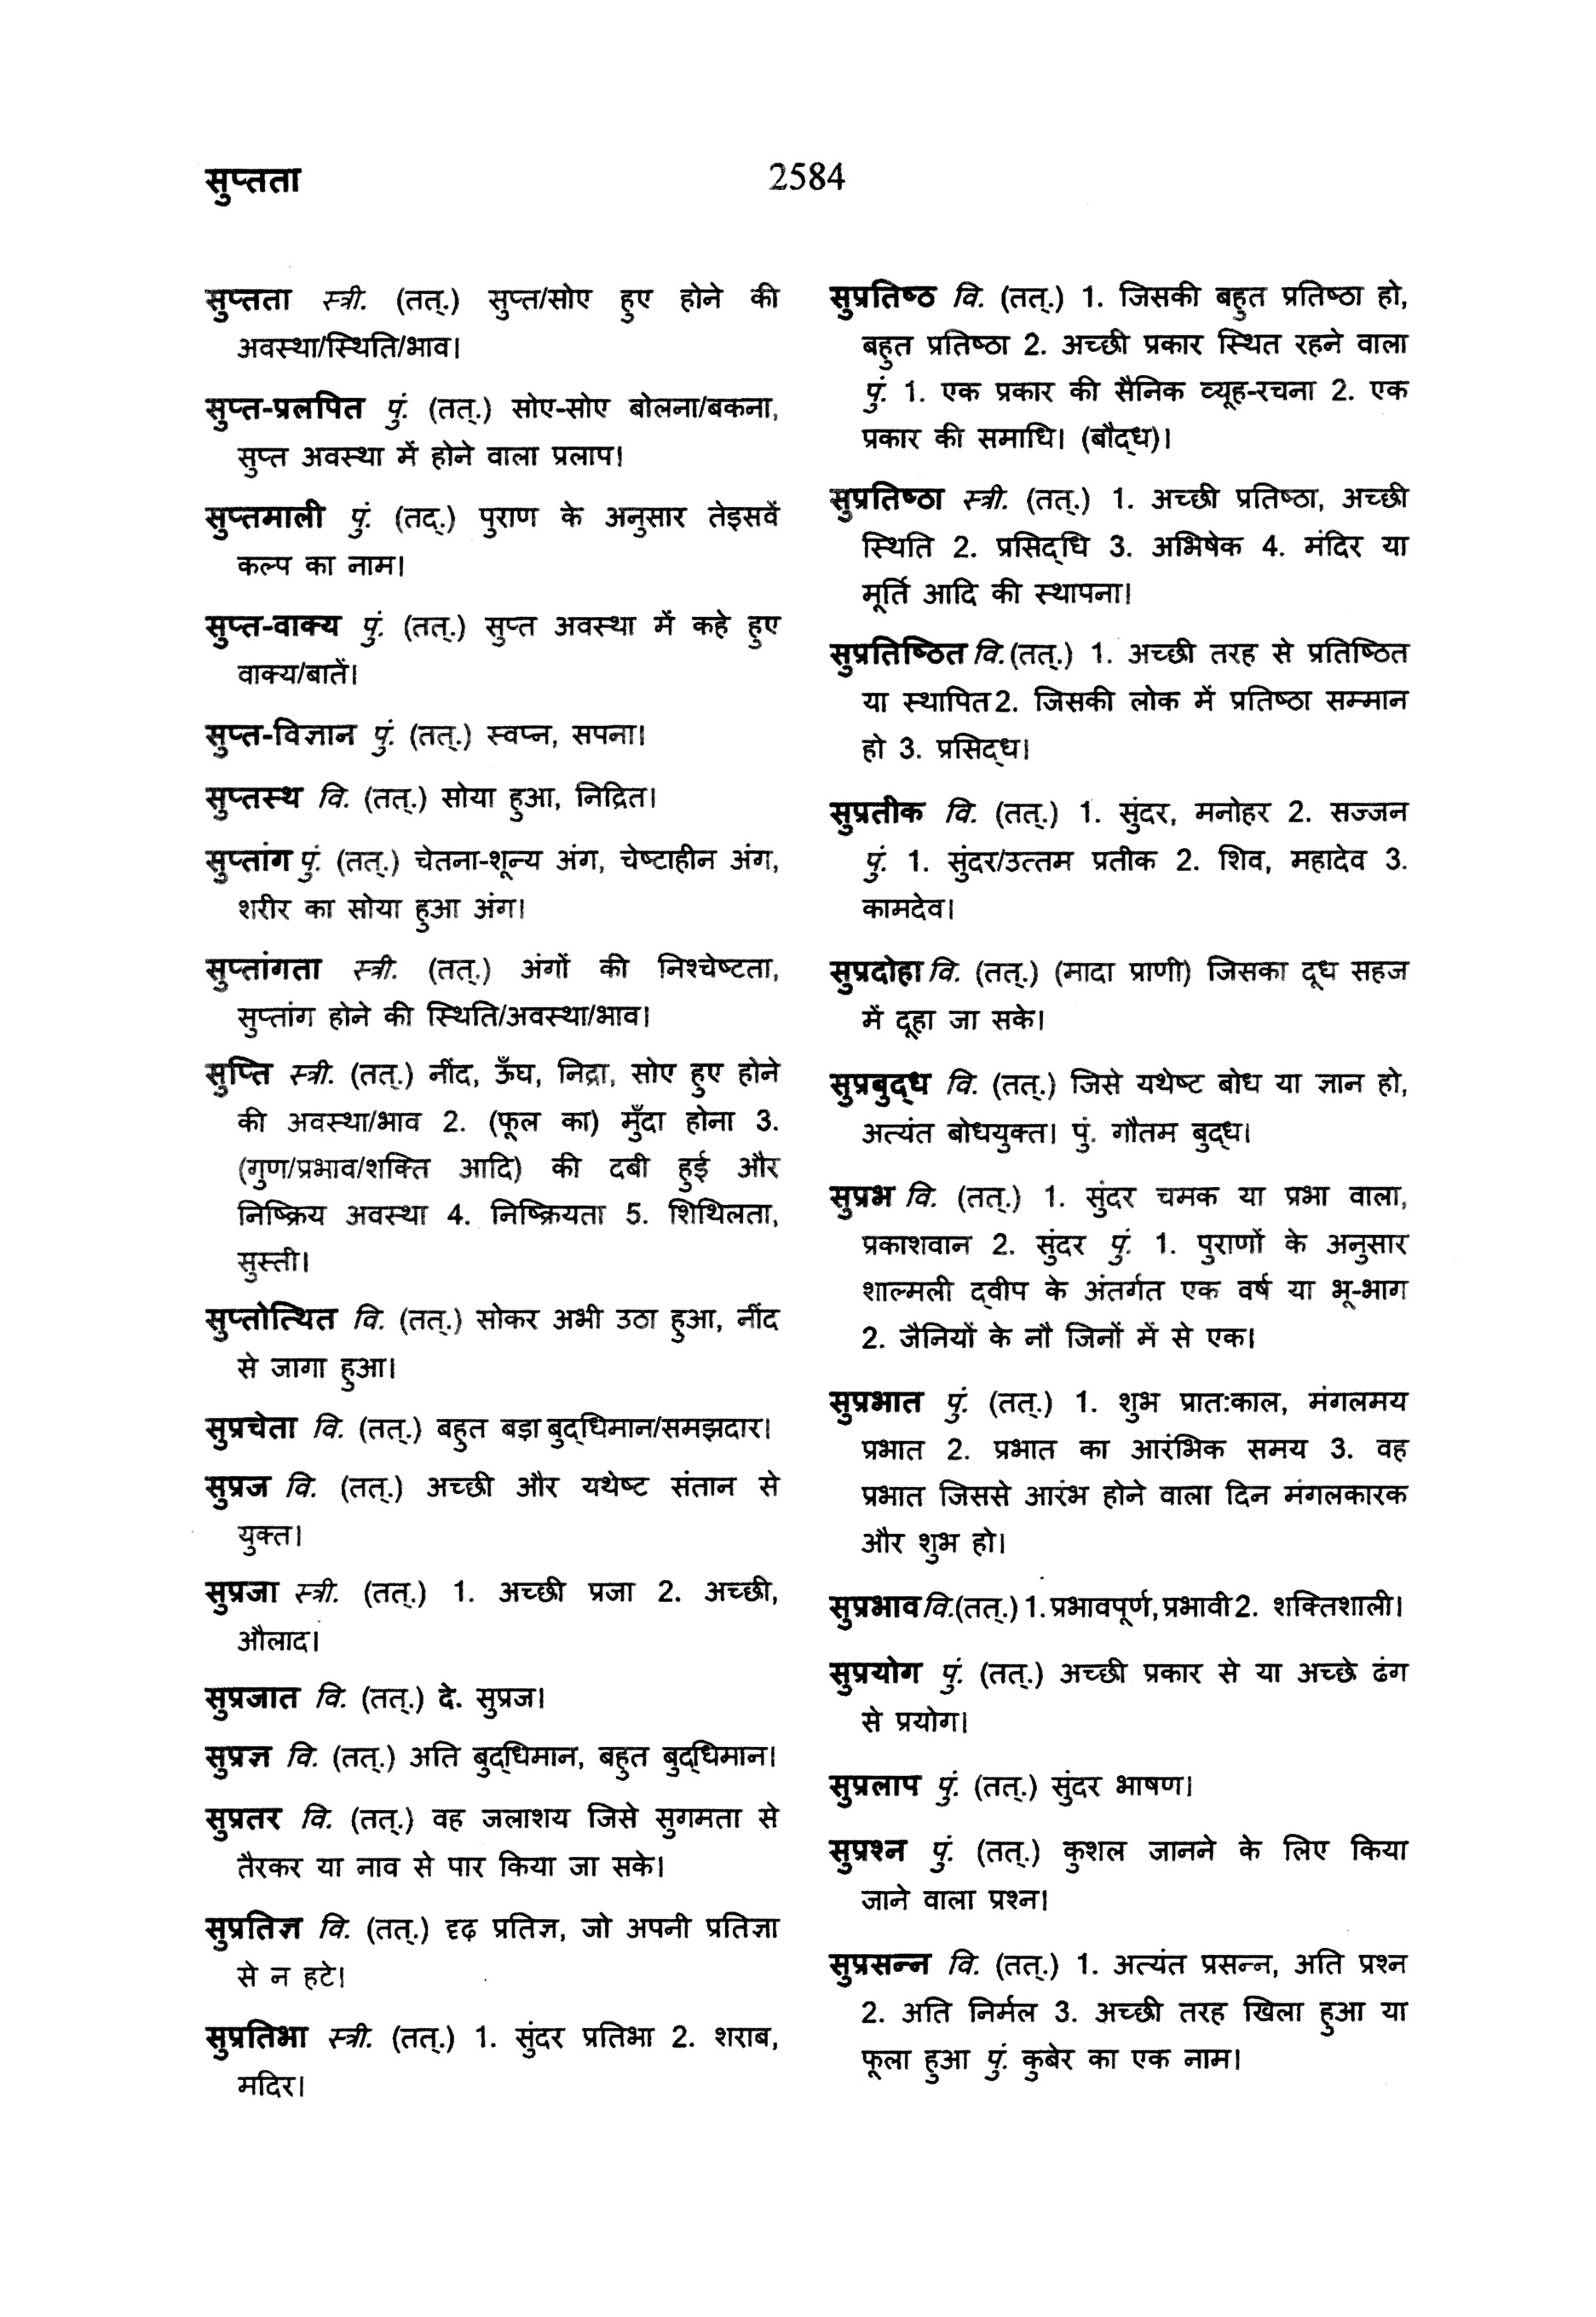 सुप्तता
2584
सुप्तता स्त्री. (तत्.) सुप्त/सोए हुए होने की
अवस्था/स्थिति/भाव।
सुप्त-प्रलपित पुं. (तत्.) सोए-सोए बोलना/बकना,
सुप्त अवस्था में होने वाला प्रलाप।
सुप्तमाली पुं. (तद्.) पुराण के अनुसार तेइसवें
कल्प का नाम।
सुप्त-वाक्य पुं. (तत्.) सुप्त अवस्था में कहे हुए
वाक्य/बातें।
सुप्त-विज्ञान पुं. (तत्.) स्वप्न, सपना।
सुप्तस्थ वि. (तत्.) सोया हुआ, निद्रित।
सुप्तांग पुं. (तत्.) चेतना-शून्य अंग, चेष्टाहीन अंग,
शरीर का सोया हुआ अंग।
सुप्तांगता स्त्री. (तत्.) अंगों की निश्चेष्टता,
सुप्तांग होने की स्थिति/अवस्था/भाव।
सुप्ति स्त्री. (तत्.) नींद, ऊँघ, निद्रा, सोए हुए होने
की अवस्था/भाव 2. (फूल का) मुँदा होना 3.
(गुण/प्रभाव/शक्ति आदि) की दबी हुई और
निष्क्रिय अवस्था 4. निष्क्रियता 5. शिथिलता,
सुस्ती।
सुप्तोत्थित वि. (तत्.) सोकर अभी उठा हुआ, नींद
से जागा हुआ।
सुप्रचेता वि. (तत्.) बहुत बड़ा बुद्धिमान/समझदार।
सुप्रज वि. (तत्.) अच्छी और यथेष्ट संतान से
युक्त।
सुप्रजा स्त्री. (तत्.) 1. अच्छी प्रजा 2. अच्छी,
औलाद।
सुप्रजात वि. (तत्.) दे. सुप्रज।
सुप्रज्ञ वि. (तत्.) अति बुद्धिमान, बहुत बुद्धिमान।
सुप्रतर वि. (तत्.) वह जलाशय जिसे सुगमता से
तैरकर या नाव से पार किया जा सके।
सुप्रतिज्ञ वि. (तत्.) दृढ़ प्रतिज्ञ, जो अपनी प्रतिज्ञा
से न हटे।
सुप्रतिभा स्त्री. (तत्.) 1. सुंदर प्रतिभा 2. शराब,
मदिर।
सुप्रतिष्ठ वि. (तत्.) 1. जिसकी बहुत प्रतिष्ठा हो,
बहुत प्रतिष्ठा 2. अच्छी प्रकार स्थित रहने वाला
पुं. 1. एक प्रकार की सैनिक व्यूह-रचना 2. एक
प्रकार की समाधि। (बौद्ध)।
सुप्रतिष्ठा स्त्री. (तत्.) 1. अच्छी प्रतिष्ठा, अच्छी
स्थिति 2. प्रसिद्धि 3. अभिषेक 4. मंदिर या
मूर्ति आदि की स्थापना।
सुप्रतिष्ठित वि. (तत्.) 1. अच्छी तरह से प्रतिष्ठित
या स्थापित 2. जिसकी लोक में प्रतिष्ठा सम्मान
हो 3. प्रसिद्ध।
सुप्रतीक वि. (तत्.) 1. सुंदर, मनोहर 2. सज्जन
पुं. 1. सुंदर/उत्तम प्रतीक 2. शिव, महादेव 3.
कामदेव।
सुप्रदोहा वि. (तत्.) (मादा प्राणी) जिसका दूध सहज
में दूहा जा सके।
सुप्रबुद्ध वि. (तत्.) जिसे यथेष्ट बोध या ज्ञान हो,
अत्यंत बोधयुक्त। पुं. गौतम बुद्ध।
सुप्रभ वि. (तत्.) 1. सुंदर चमक या प्रभा वाला,
प्रकाशवान 2. सुंदर पुं. 1. पुराणों के अनुसार
शाल्मली द्वीप के अंतर्गत एक वर्ष या भू-भाग
2. जैनियों के नौ जिनों में से एक।
सुप्रभात पुं. (तत्.) 1. शुभ प्रात:काल, मंगलमय
प्रभात 2. प्रभात का आरंभिक समय 3. वह
प्रभात जिससे आरंभ होने वाला दिन मंगलकारक
और शुभ हो।
सुप्रभाव वि. (तत्.) 1. प्रभावपूर्ण, प्रभावी 2. शक्तिशाली।
सुप्रयोग पुं. (तत्.) अच्छी प्रकार से या अच्छे ढंग
से प्रयोग।
सुप्रलाप पुं. (तत्.) सुंदर भाषण।
सुप्रश्न पुं. (तत्.) कुशल जानने के लिए किया
जाने वाला प्रश्न।
सुप्रसन्न वि. (तत्.) 1. अत्यंत प्रसन्न, अति प्रश्न
2. अति निर्मल 3. अच्छी तरह खिला हुआ या
फूला हुआ पुं. कुबेर का एक नाम।